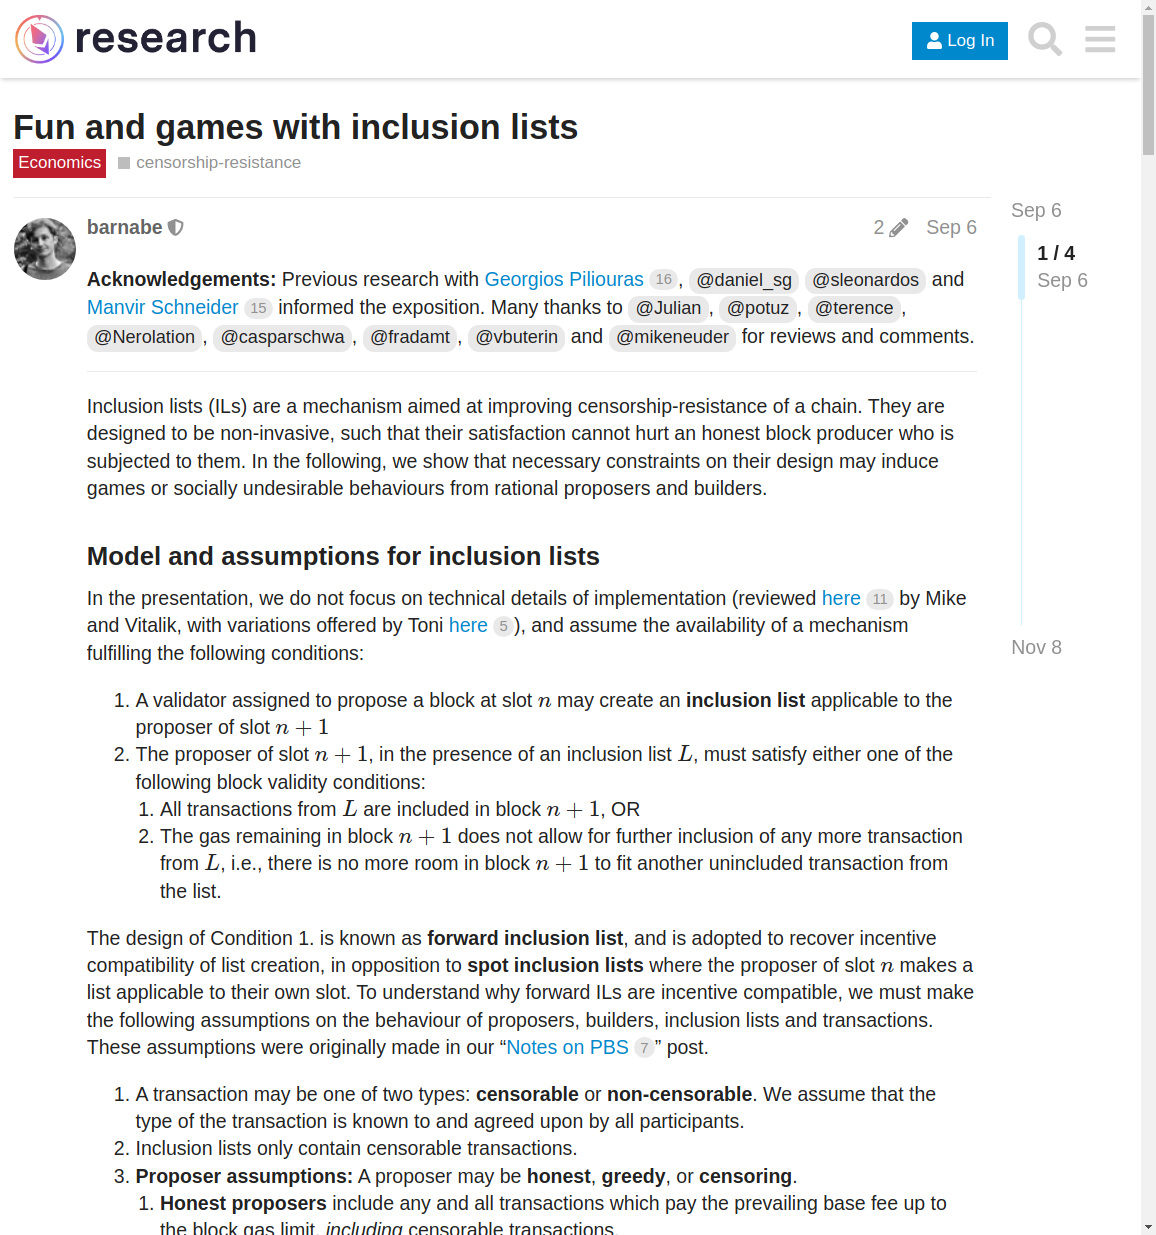 research
Log In
Fun and games with inclusion lists
Economics censorship-resistance
barnabe 2 Sep 6
Sep 6
1 / 4
Sep 6
Nov 8
Acknowledgements: Previous research with Georgios Piliouras 16 , @daniel_sg @sleonardos and
Manvir Schneider 15 informed the exposition. Many thanks to @Julian , @potuz , @terence ,
@Nerolation , @casparschwa , @fradamt , @vbuterin and @mikeneuder for reviews and comments.
Inclusion lists (ILs) are a mechanism aimed at improving censorship-resistance of a chain. They are
designed to be non-invasive, such that their satisfaction cannot hurt an honest block producer who is
subjected to them. In the following, we show that necessary constraints on their design may induce
games or socially undesirable behaviours from rational proposers and builders.
Model and assumptions for inclusion lists
In the presentation, we do not focus on technical details of implementation (reviewed here 11 by Mike
and Vitalik, with variations offered by Toni here 5 ), and assume the availability of a mechanism
fulfilling the following conditions:
1. A validator assigned to propose a block at slot n may create an inclusion list applicable to the
proposer of slot n + 1
2. The proposer of slot n + 1, in the presence of an inclusion list L, must satisfy either one of the
following block validity conditions:
1. All transactions from L are included in block n + 1, OR
2. The gas remaining in block n + 1 does not allow for further inclusion of any more transaction
from L, i.e., there is no more room in block n + 1 to fit another unincluded transaction from
the list.
The design of Condition 1. is known as forward inclusion list, and is adopted to recover incentive
compatibility of list creation, in opposition to spot inclusion lists where the proposer of slot n makes a
list applicable to their own slot. To understand why forward ILs are incentive compatible, we must make
the following assumptions on the behaviour of proposers, builders, inclusion lists and transactions.
These assumptions were originally made in our “Notes on PBS 7 ” post.
1. A transaction may be one of two types: censorable or non-censorable. We assume that the
type of the transaction is known to and agreed upon by all participants.
2. Inclusion lists only contain censorable transactions.
3. Proposer assumptions: A proposer may be honest, greedy, or censoring.
1. Honest proposers include any and all transactions which pay the prevailing base fee up to
the block gas limit, including censorable transactions.